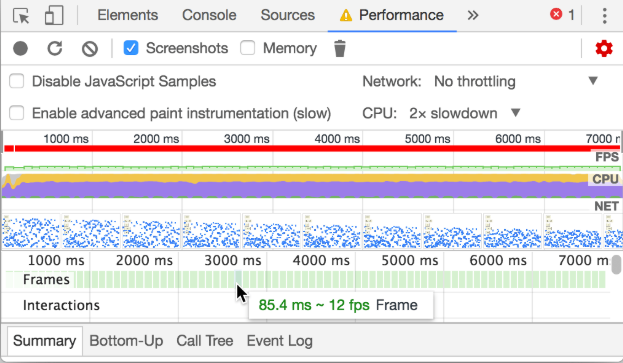 Elements Console Sources Performance » 1
Screenshots Memory
Disable JavaScript Samples Network: No throttling
Enable advanced paint instrumentation (slow) CPU: 2× slowdown
1000 ms 2000 ms 3000 ms 4000 ms 5000 ms 6000 ms 7000 r
FPS
CPU
NET
1000 ms 2000 ms 3000 ms 4000 ms 5000 ms 6000 ms 7000 m
Frames
85.4 ms ~ 12 fps Frame
Interactions
Summary Bottom-Up Call Tree Event Log